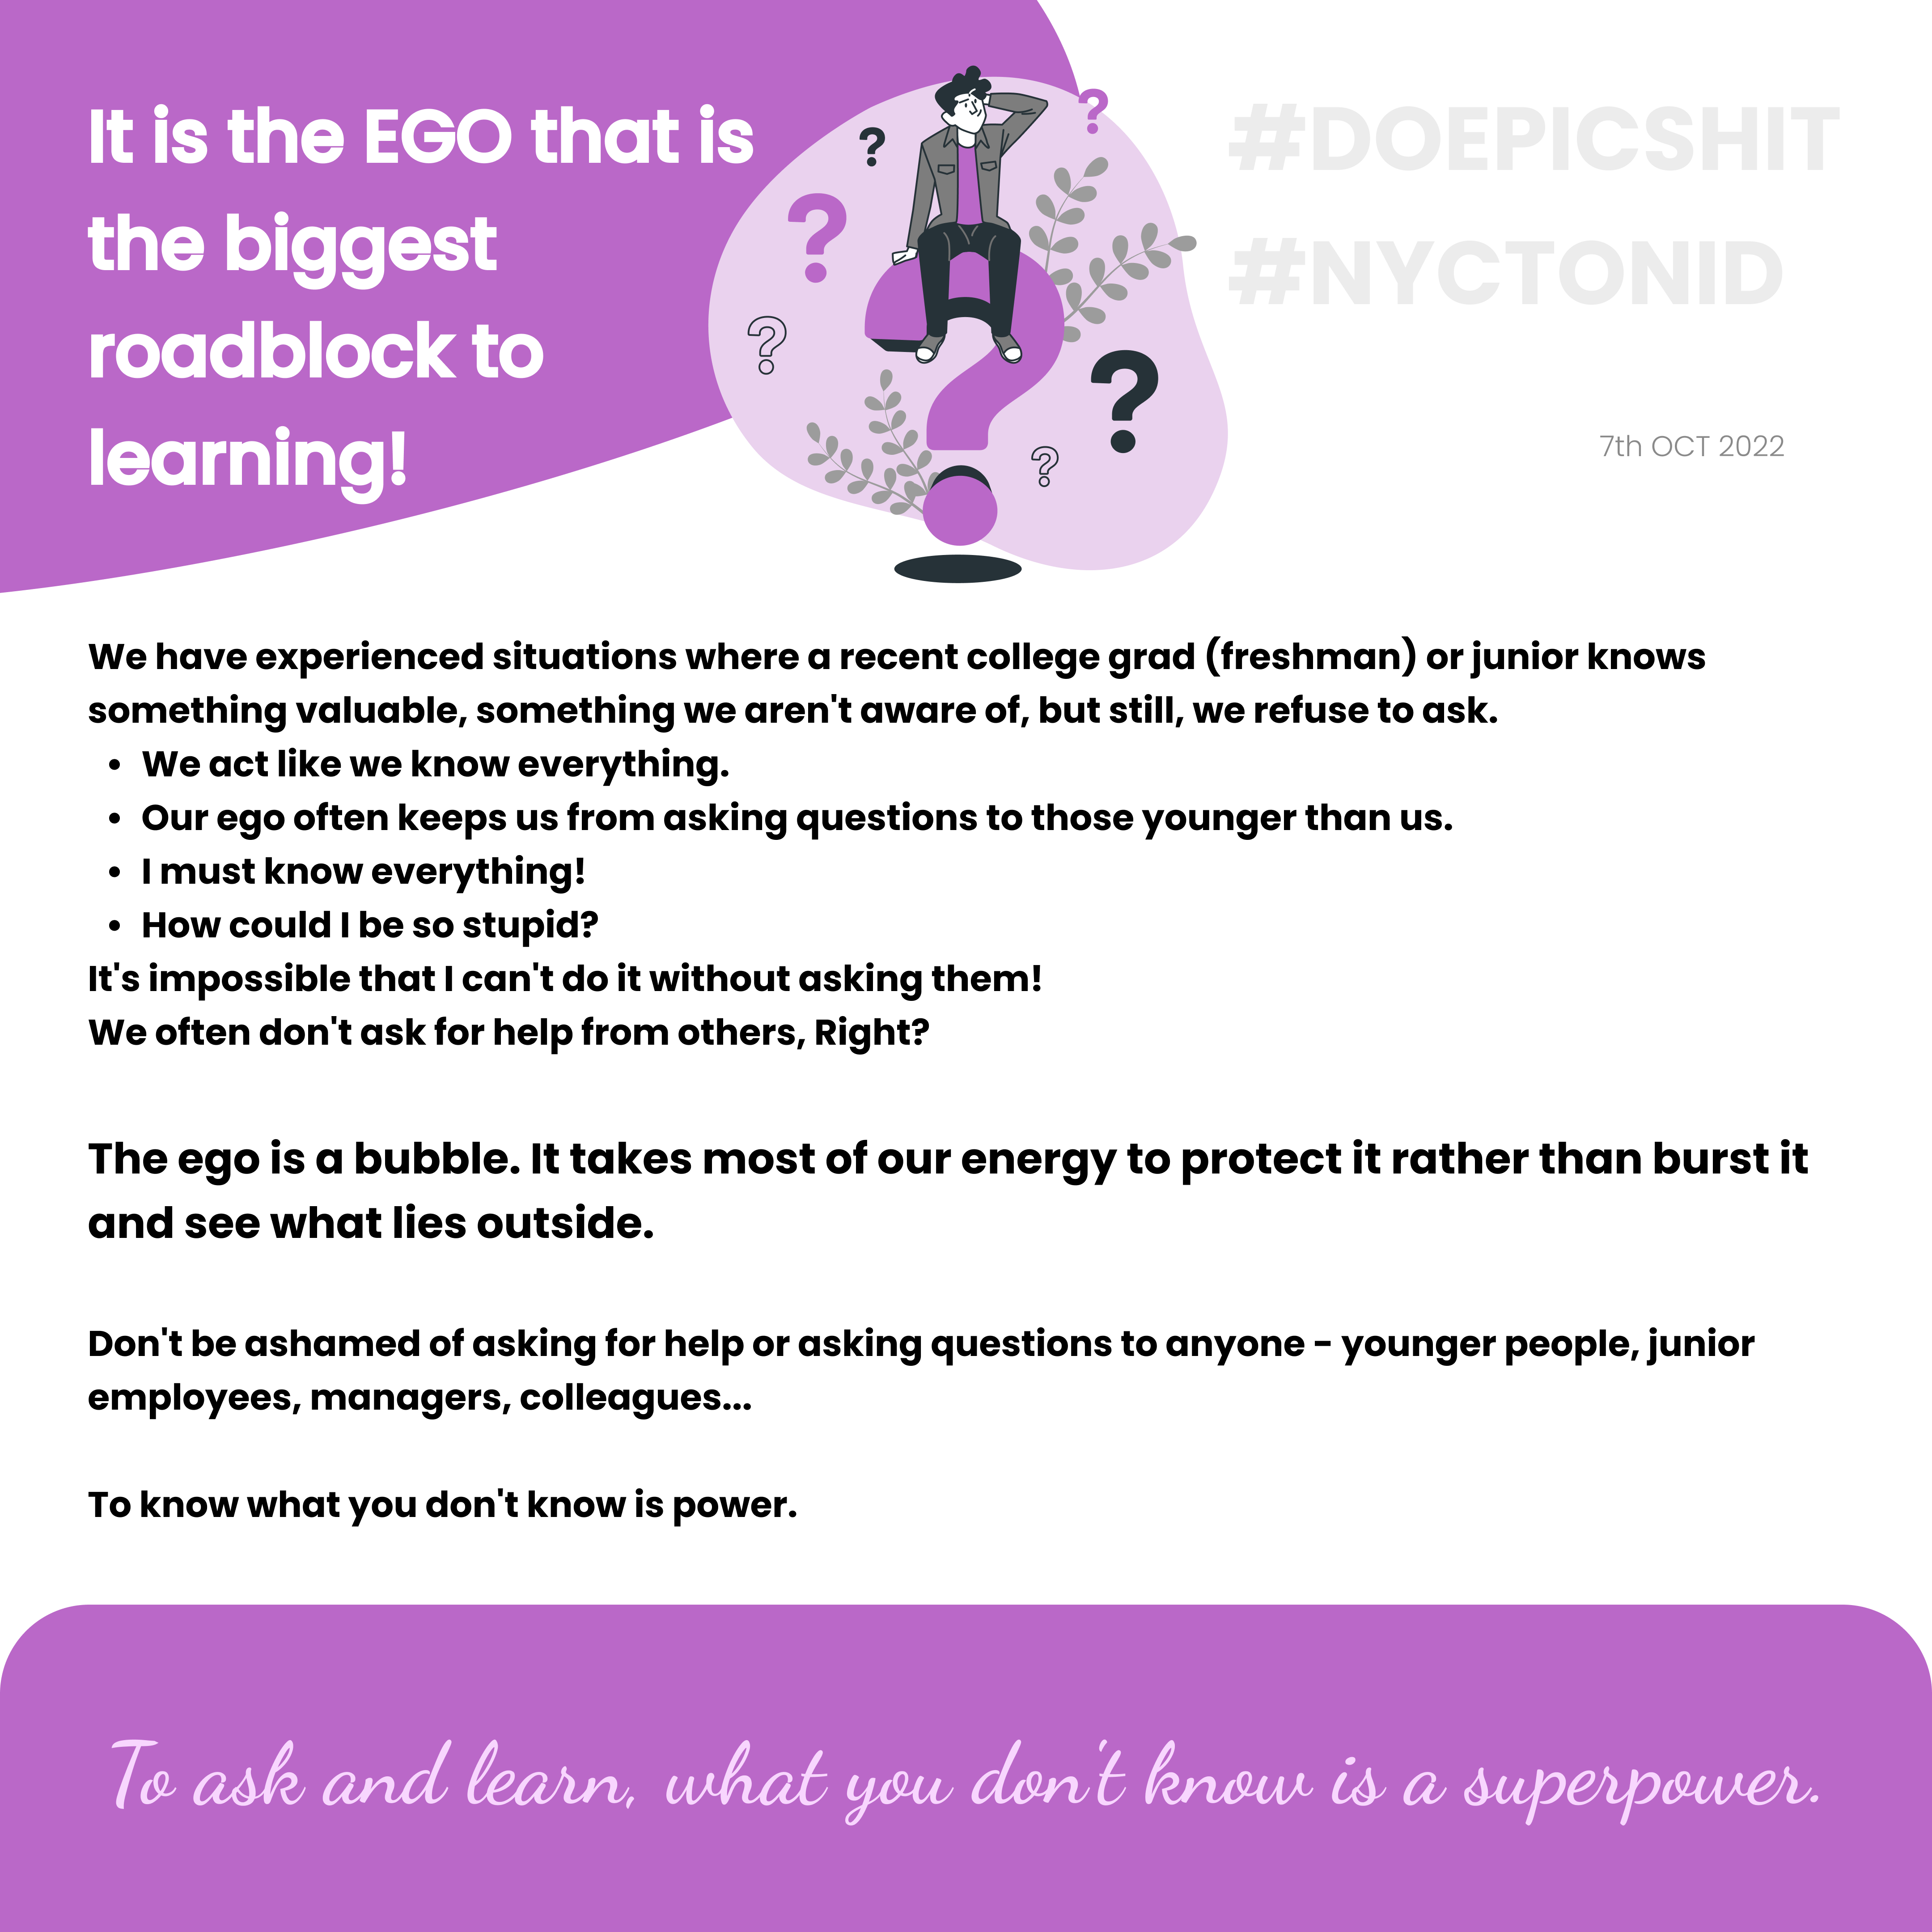 It is the EGO that is
the biggest
roadblock to
learning!
#DOEPICSHIT
#NYCTONID
7th OCT 2022
We have experienced situations where a recent college grad (freshman) or junior knows
something valuable, something we aren't aware of, but still, we refuse to ask.
• We act like we know everything.
• Our ego often keeps us from asking questions to those younger than us.
• I must know everything!
• How could I be so stupid?
It's impossible that I can't do it without asking them!
We often don't ask for help from others, Right?
The ego is a bubble. It takes most of our energy to protect it rather than burst it
and see what lies outside.
Don't be ashamed of asking for help or asking questions to anyone - younger people, junior
employees, managers, colleagues...
To know what you don't know is power.
To ask and learn, what you don't know is a superpower.